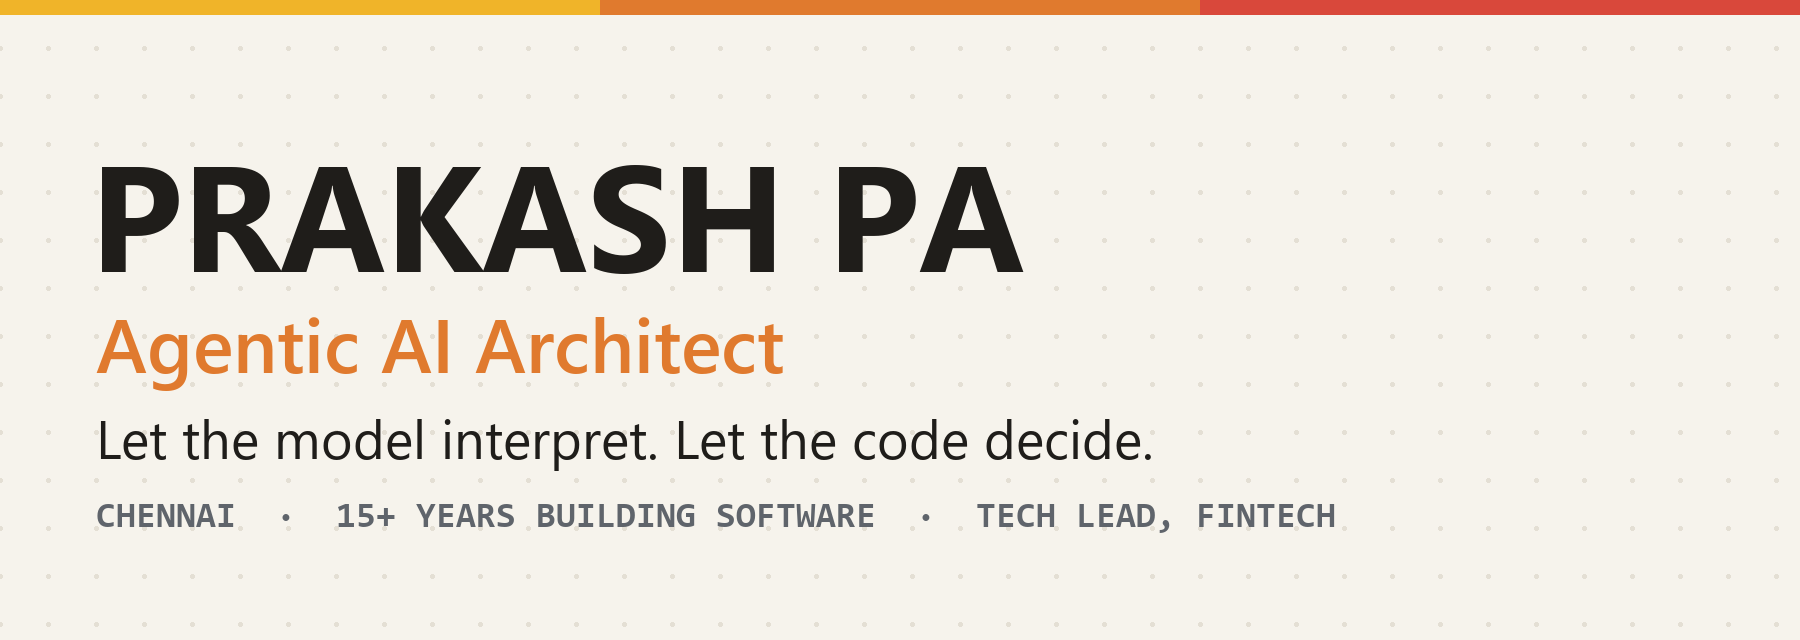 PRAKASH PA
Agentic AI Architect
Let the model interpret. Let the code decide.
CHENNAI · 15+ YEARS BUILDING SOFTWARE · TECH LEAD, FINTECH